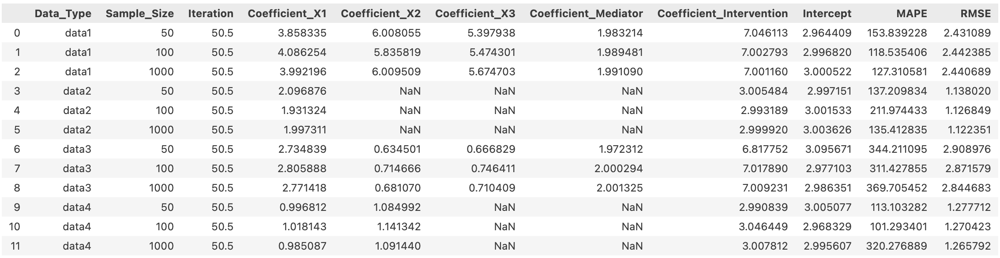 Data_Type Sample_Size Iteration Coefficient_X1 Coefficient_X2 Coefficient_X3 Coefficient_Mediator Coefficient_Intervention Intercept MAPE RMSE
0 data1 50 50.5 3.858335 6.008055 5.397938 1.983214 7.046113 2.964409 153.839228 2.431089
1 data1 100 50.5 4.086254 5.835819 5.474301 1.989481 7.002793 2.996820 118.535406 2.442385
2 data1 1000 50.5 3.992196 6.009509 5.674703 1.991090 7.001160 3.000522 127.310581 2.440689
3 data2 50 50.5 2.096876 NaN NaN NaN 3.005484 2.997151 137.209834 1.138020
4 data2 100 50.5 1.931324 NaN NaN NaN 2.993189 3.001533 211.974433 1.126849
5 data2 1000 50.5 1.997311 NaN NaN NaN 2.999920 3.003626 135.412835 1.122351
6 data3 50 50.5 2.734839 0.634501 0.666829 1.972312 6.817752 3.095671 344.211095 2.908976
7 data3 100 50.5 2.805888 0.714666 0.746411 2.000294 7.017890 2.977103 311.427855 2.871579
8 data3 1000 50.5 2.771418 0.681070 0.710409 2.001325 7.009231 2.986351 369.705452 2.844683
9 data4 50 50.5 0.996812 1.084992 NaN NaN 2.990839 3.005077 113.103282 1.277712
10 data4 100 50.5 1.018143 1.141342 NaN NaN 3.046449 2.968329 101.293401 1.270423
11 data4 1000 50.5 0.985087 1.091440 NaN NaN 3.007812 2.995607 320.276889 1.265792